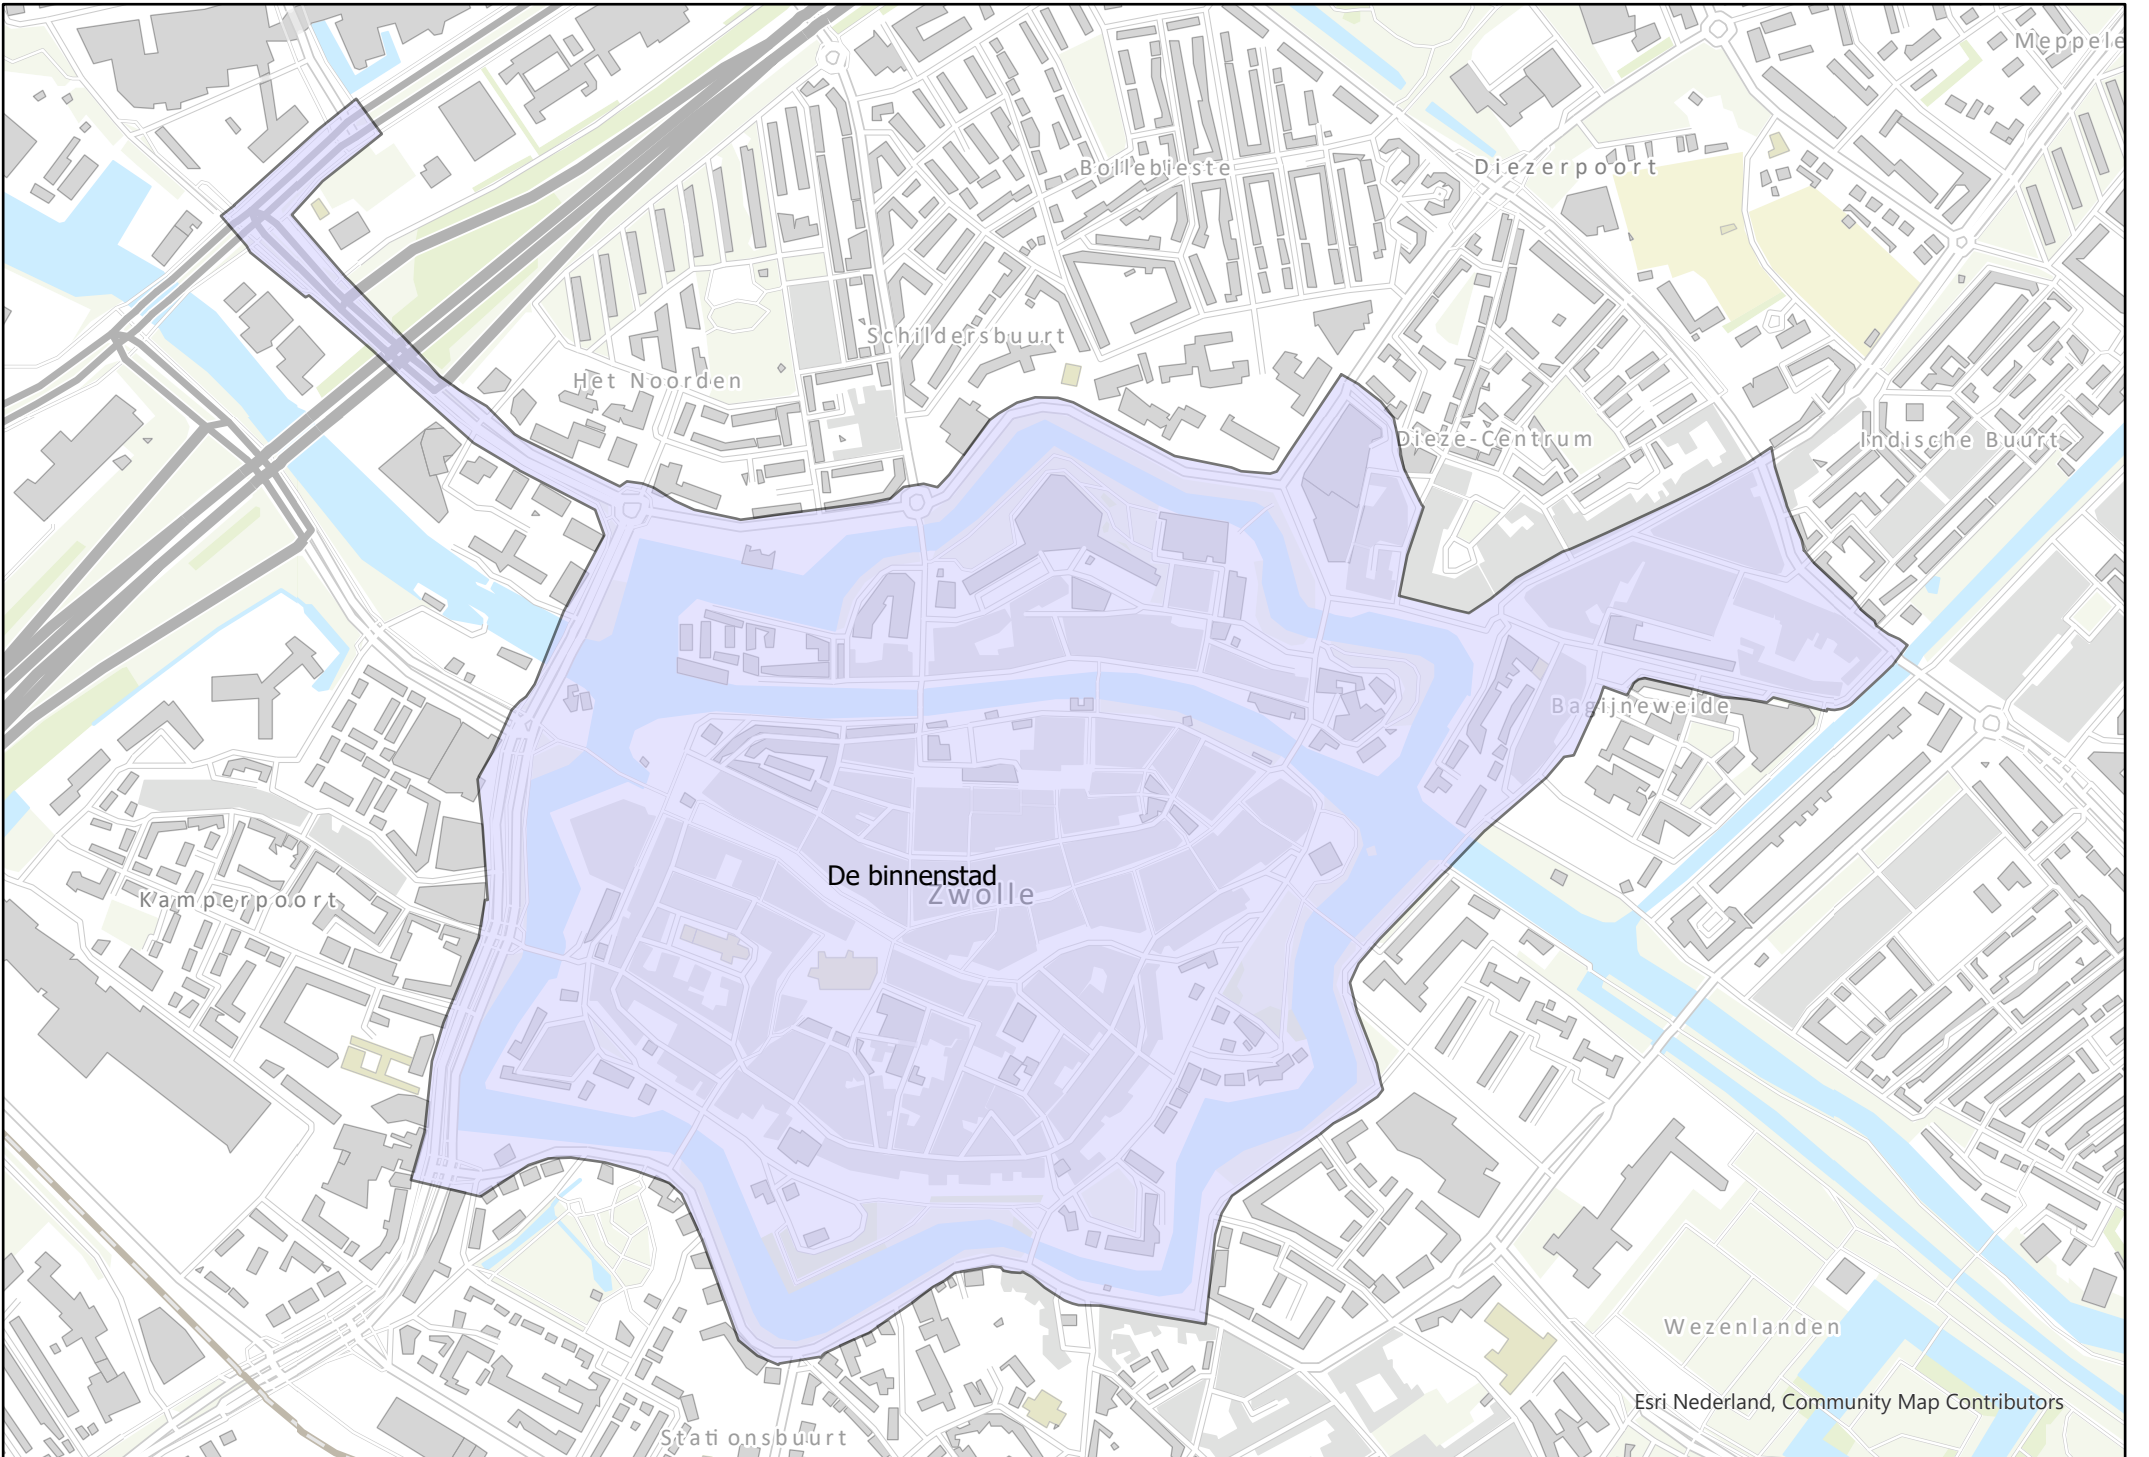 Meppele
Bollebieste
Diezerpoort
Schildersbuurt
Het Noorden
Dieze-Centrum
Indische Buurt
Bagijneweide
De binnenstad
Zwolle
Kamperpoort
Wezenlanden
Esri Nederland, Community Map Contributors
Stationsbuurt